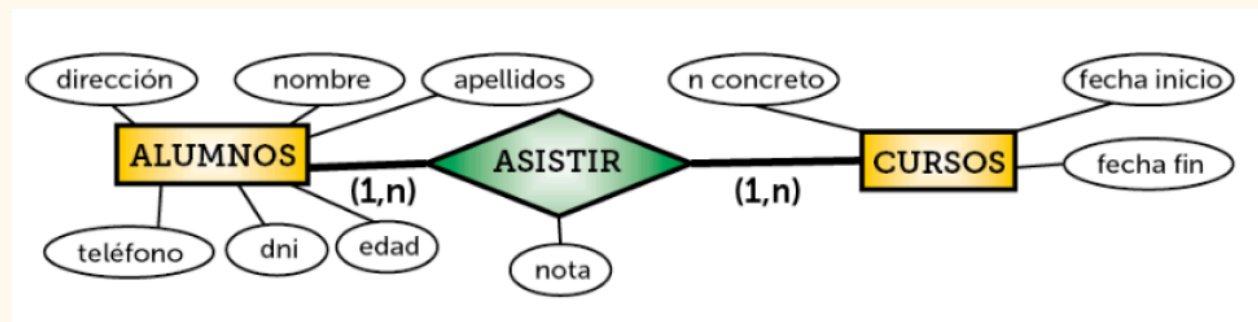 dirección
nombre
apellidos
n concreto
fecha inicio
ALUMNOS
ASISTIR
CURSOS
fecha fin
(1,n)
(1,n)
teléfono
dni
edad
nota